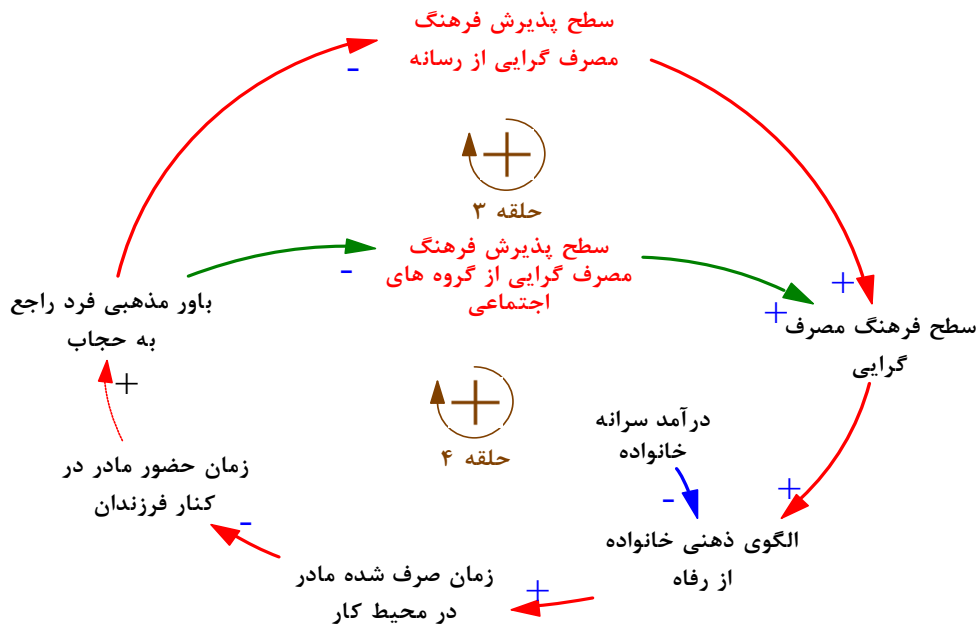 سطح پذیرش فرهنگ
مصرف گرایی از رسانه
-
+
حلقه ۳
سطح پذیرش فرهنگ
مصرف گرایی از گروه های
اجتماعی
-
+
+
سطح فرهنگ مصرف
گرایی
باور مذهبی فرد راجع
به حجاب
+
+
حلقه ۴
درآمد سرانه
خانواده
-
+
زمان حضور مادر در
کنار فرزندان
-
الگوی ذهنی خانواده
از رفاه
+
زمان صرف شده مادر
در محیط کار